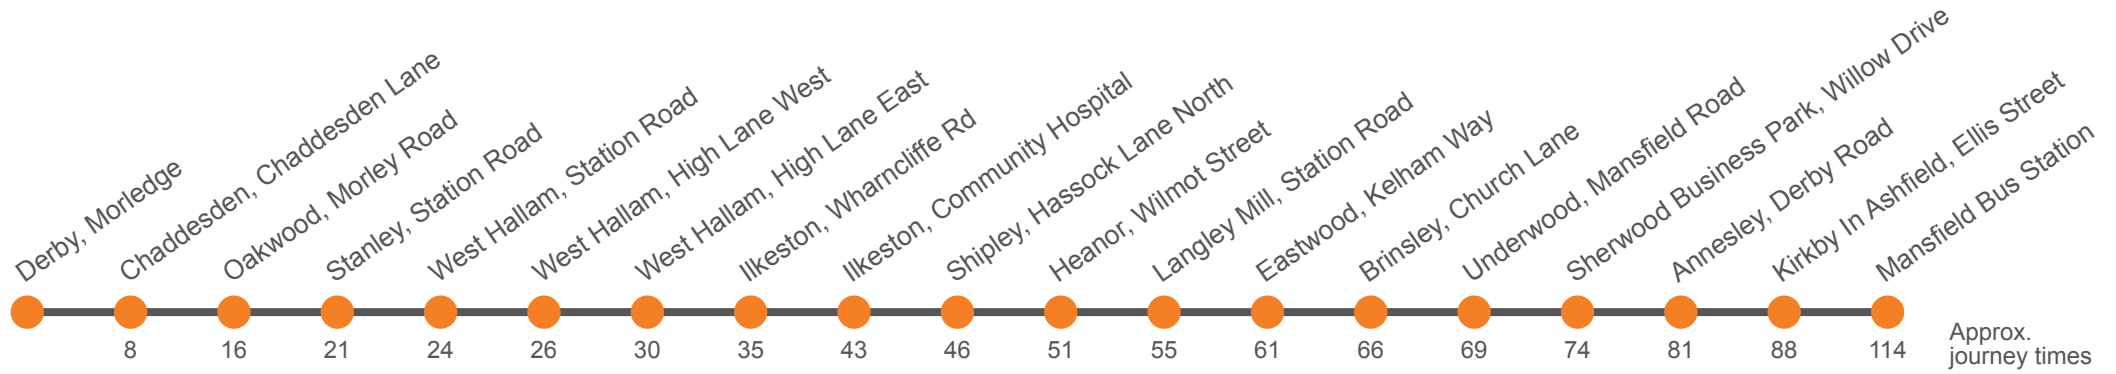 Derby, Morledge
Chaddesden, Chaddesden Lane
Oakwood, Morley Road
Stanley, Station Road
West Hallam, Station Road
West Hallam, High Lane West
West Hallam, High Lane East
Ilkeston, Wharncliffe Rd
Ilkeston, Community Hospital
Shipley, Hassock Lane North
Heanor, Wilmot Street
Langley Mill, Station Road
Eastwood, Kelham Way
Brinsley, Church Lane
Underwood, Mansfield Road
Sherwood Business Park, Willow Drive
Annesley, Derby Road
Kirkby In Ashfield, Ellis Street
Mansfield Bus Station
8 16 21 24 26 30 35 43 46 51 55 61 66 69 74 81 88 114
Approx.
journey times